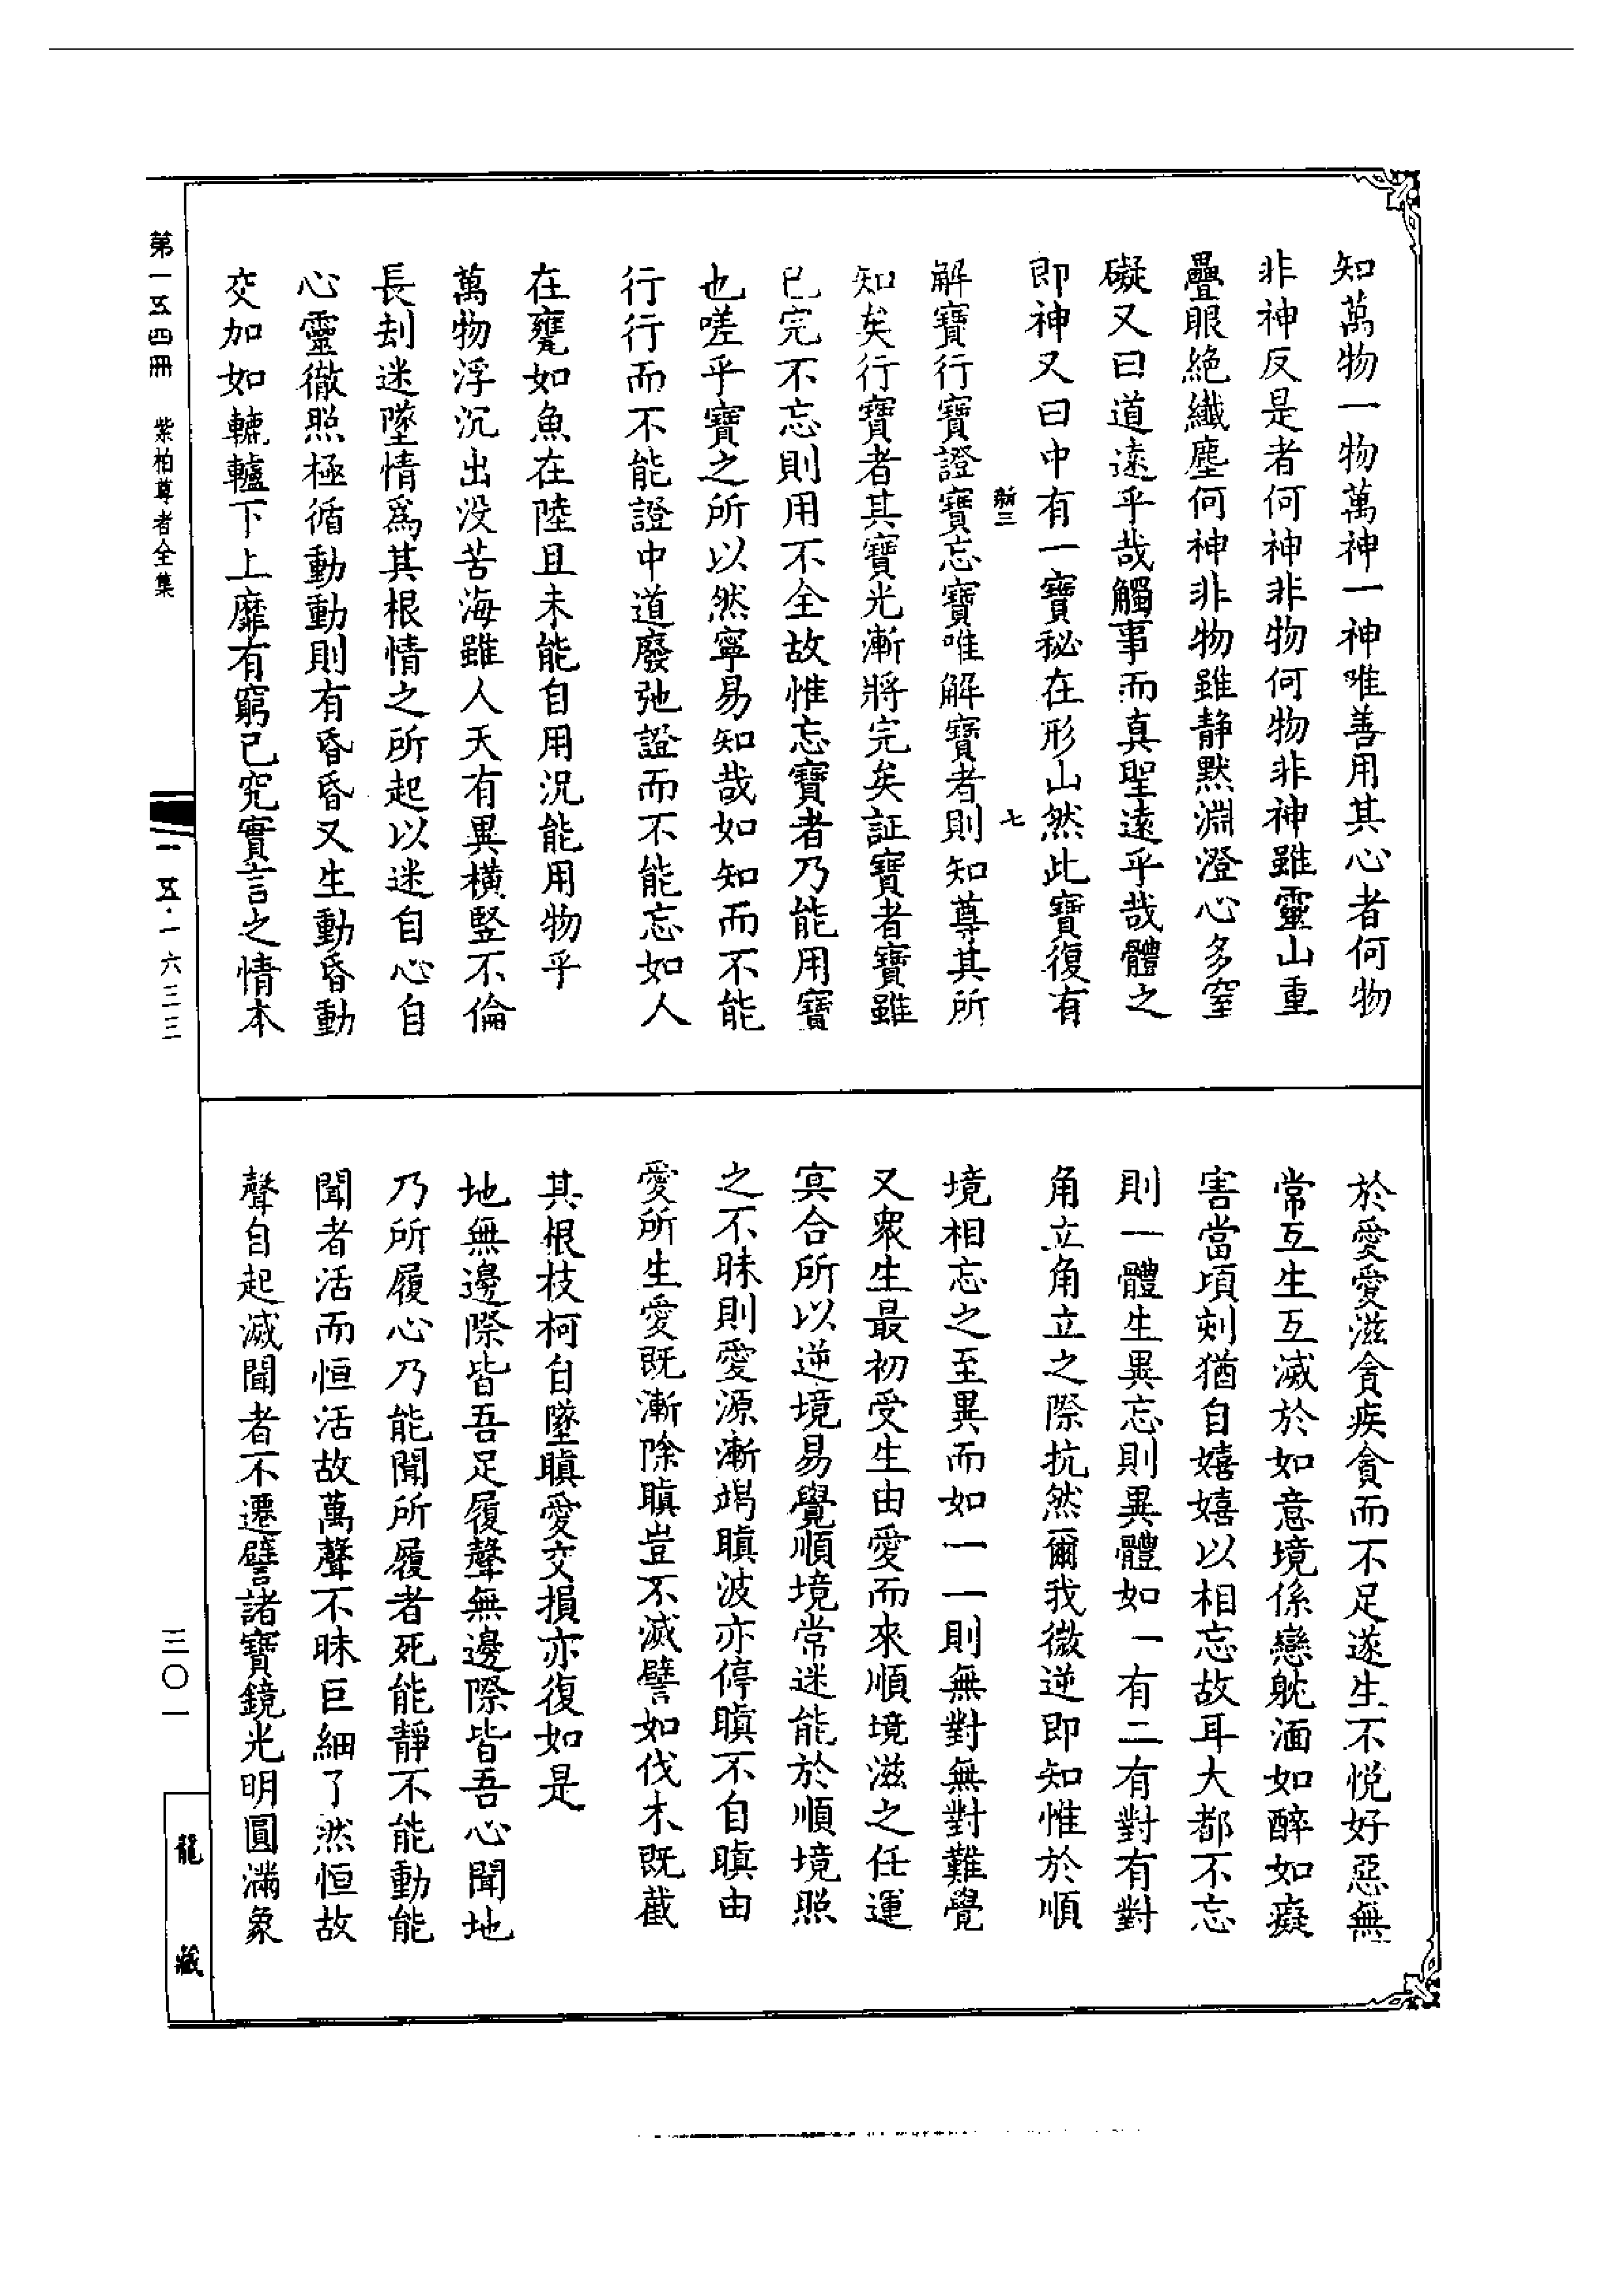 知萬物一物萬神一神唯善用其心者何物
非神反是者何神非物何物非神雖靈山重
疊眼絶纖塵何神非物雖静默淵澄心多窒
礙又曰道遠乎哉觸事而真聖遠乎哉體之
即神又曰中有一寶秘在形山然此寶復有
三 七
解寶行寶證寶忘寶唯解寶者則知尊其所
知矣行寶者其寶光漸將完矣証寶者寶雖
已完不忘則用不全故惟忘寶者乃能用寶
也嗟乎寶之所以然寧易知哉如知而不能
行行而不能證中道廢弛證而不能忘如人
在甕如魚在陸且未能自用況能用物乎
萬物浮沉出没苦海雖人天有異橫竪不倫
長刦迷墜情爲其根情之所起以迷自心自
心靈徹照極循動動則有昏昏又生動昏動
交加如轆轤下上靡有窮已究實言之情本
於愛愛滋貪疾貪而不足遂生不悅好惡無
常互生互滅於如意境係戀躭湎如醉如癡
害當項刻猶自嬉嬉以相忘故耳大都不忘
則一體生異忘則異體如一有二有對有對
角立角立之際抗然爾我微逆即知惟於順
境相忘之至異而如一一則無對無對難覺
又衆生最初受生由愛而來順境滋之任運
㝠合所以逆境易覺順境常迷能於順境照
之不昧則愛源漸竭瞋波亦停瞋不自瞋由
愛所生愛既漸除瞋豈不滅譬如伐木既截
其根枝柯自墜瞋愛交損亦復如是
地無邊際皆吾足履聲無邊際皆吾心聞地
乃所履心乃能聞所履者死能靜不能動能
聞者活而恒活故萬聲不昧巨細了然恒故
聲自起滅聞者不遷譬諸寶鏡光明圓滿象
第一五四冊 紫柏尊者全集
一五·一六三三
三〇一
龍藏